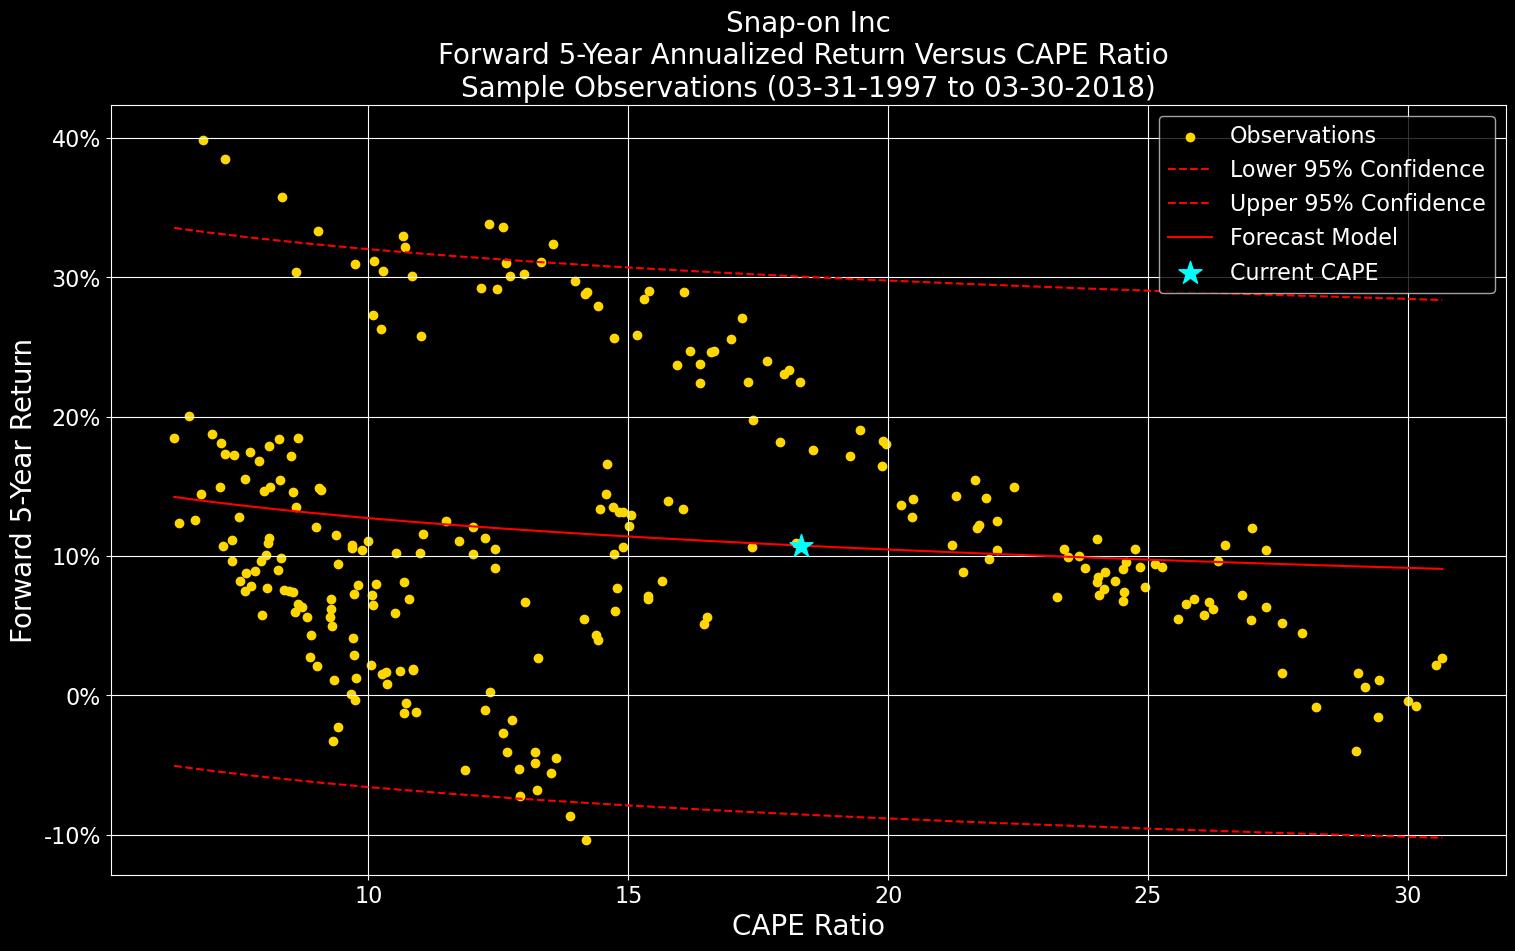 Snap-on Inc
Forward 5-Year Annualized Return Versus CAPE Ratio
Sample Observations (03-31-1997 to 03-30-2018)
Observations
Lower 95% Confidence
Upper 95% Confidence
Forecast Model
Current CAPE
Forward 5-Year Return
40%
30%
20%
10%
0%
-10%
10 15 20 25 30
CAPE Ratio